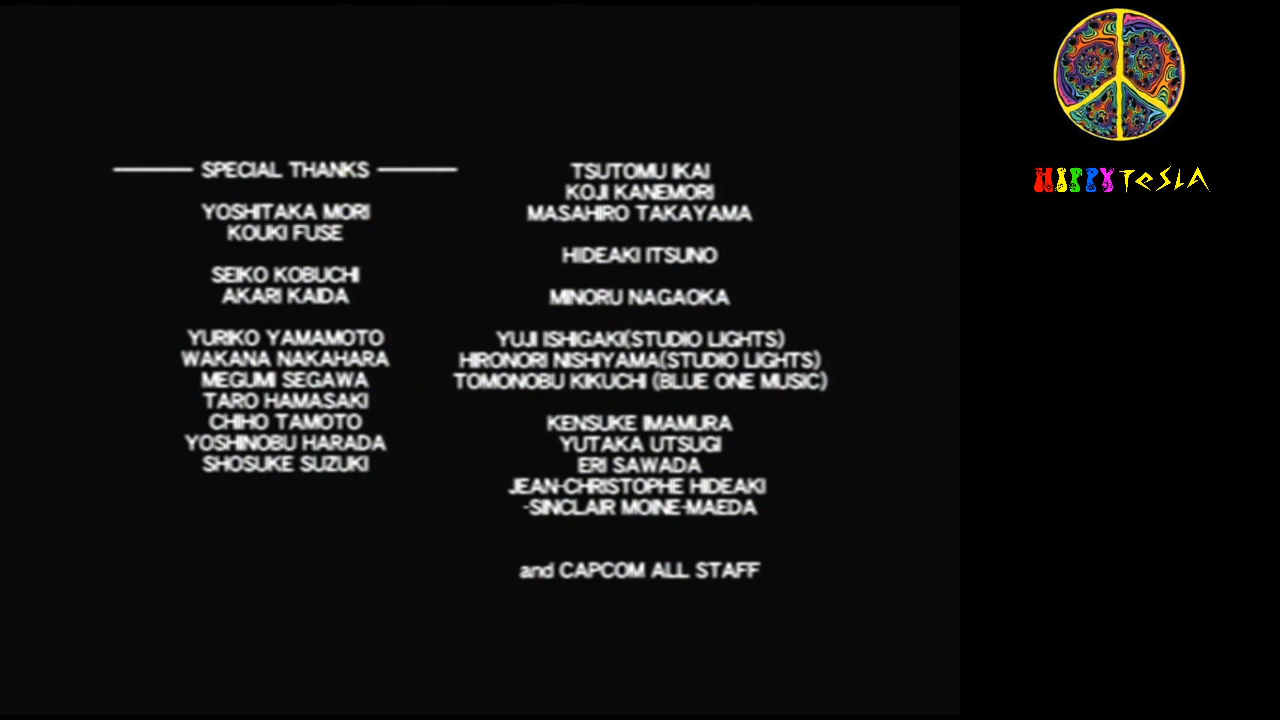 SPECIAL THANKS
YOSHITAKA MORI
KOUKI FUSE
SEIKO KOBUCHI
AKARI KAIDA
YURIKO YAMAMOTO
WAKANA NAKAHARA
MEGUMI SEGAWA
TARO HAMASAKI
CHIHO TAMOTO
YOSHINOBU HARADA
SHOSUKE SUZUKI
TSUTOMU IKAI
KOJI KANEMORI
MASAHIRO TAKAYAMA
HIDEAKI ITSUNO
MINORU NAGAOKA
YUJI ISHIGAKI(STUDIO LIGHTS)
HIRONORI NISHIYAMA(STUDIO LIGHTS)
TOMONOBU KIKUCHI (BLUE ONE MUSIC)
KENSUKE IMAMURA
YUTAKA UTSUGI
ERI SAWADA
JEAN-CHRISTOPHE HIDEAKI
-SINCLAIR MOINE-MAEDA
and CAPCOM ALL STAFF
HIPPYTESLA